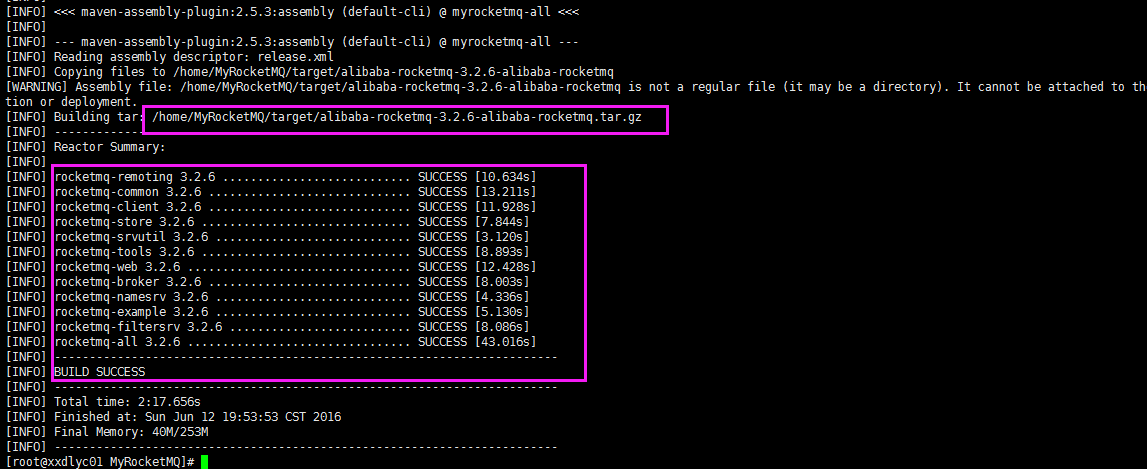 [INFO]
[INFO] <<< maven-assembly-plugin:2.5.3:assembly (default-cli) @ myrocketmq-all <<<
[INFO]
[INFO] --- maven-assembly-plugin:2.5.3:assembly (default-cli) @ myrocketmq-all ---
[INFO] Reading assembly descriptor: release.xml
[INFO] Copying files to /home/MyRocketMQ/target/alibaba-rocketmq-3.2.6-alibaba-rocketmq
[WARNING] Assembly file: /home/MyRocketMQ/target/alibaba-rocketmq-3.2.6-alibaba-rocketmq is not a regular file (it may be a directory). It cannot be attached to th
tion or deployment.
[INFO] Building tar: /home/MyRocketMQ/target/alibaba-rocketmq-3.2.6-alibaba-rocketmq.tar.gz
[INFO] -------------
[INFO] Reactor Summary:
[INFO]
[INFO] rocketmq-remoting 3.2.6 ........................... SUCCESS [10.634s]
[INFO] rocketmq-common 3.2.6 ............................. SUCCESS [13.211s]
[INFO] rocketmq-client 3.2.6 ............................. SUCCESS [11.928s]
[INFO] rocketmq-store 3.2.6 .............................. SUCCESS [7.844s]
[INFO] rocketmq-srvutil 3.2.6 ............................ SUCCESS [3.120s]
[INFO] rocketmq-tools 3.2.6 .............................. SUCCESS [8.893s]
[INFO] rocketmq-web 3.2.6 ................................ SUCCESS [12.428s]
[INFO] rocketmq-broker 3.2.6 ............................. SUCCESS [8.003s]
[INFO] rocketmq-namesrv 3.2.6 ............................ SUCCESS [4.336s]
[INFO] rocketmq-example 3.2.6 ............................ SUCCESS [5.130s]
[INFO] rocketmq-filtersrv 3.2.6 .......................... SUCCESS [8.086s]
[INFO] rocketmq-all 3.2.6 ................................ SUCCESS [43.016s]
[INFO] ------------------------------------------------------------------------
[INFO] BUILD SUCCESS
[INFO] ------------------------------------------------------------------------
[INFO] Total time: 2:17.656s
[INFO] Finished at: Sun Jun 12 19:53:53 CST 2016
[INFO] Final Memory: 40M/253M
[INFO] ------------------------------------------------------------------------
[root@xxdlyc01 MyRocketMQ]#